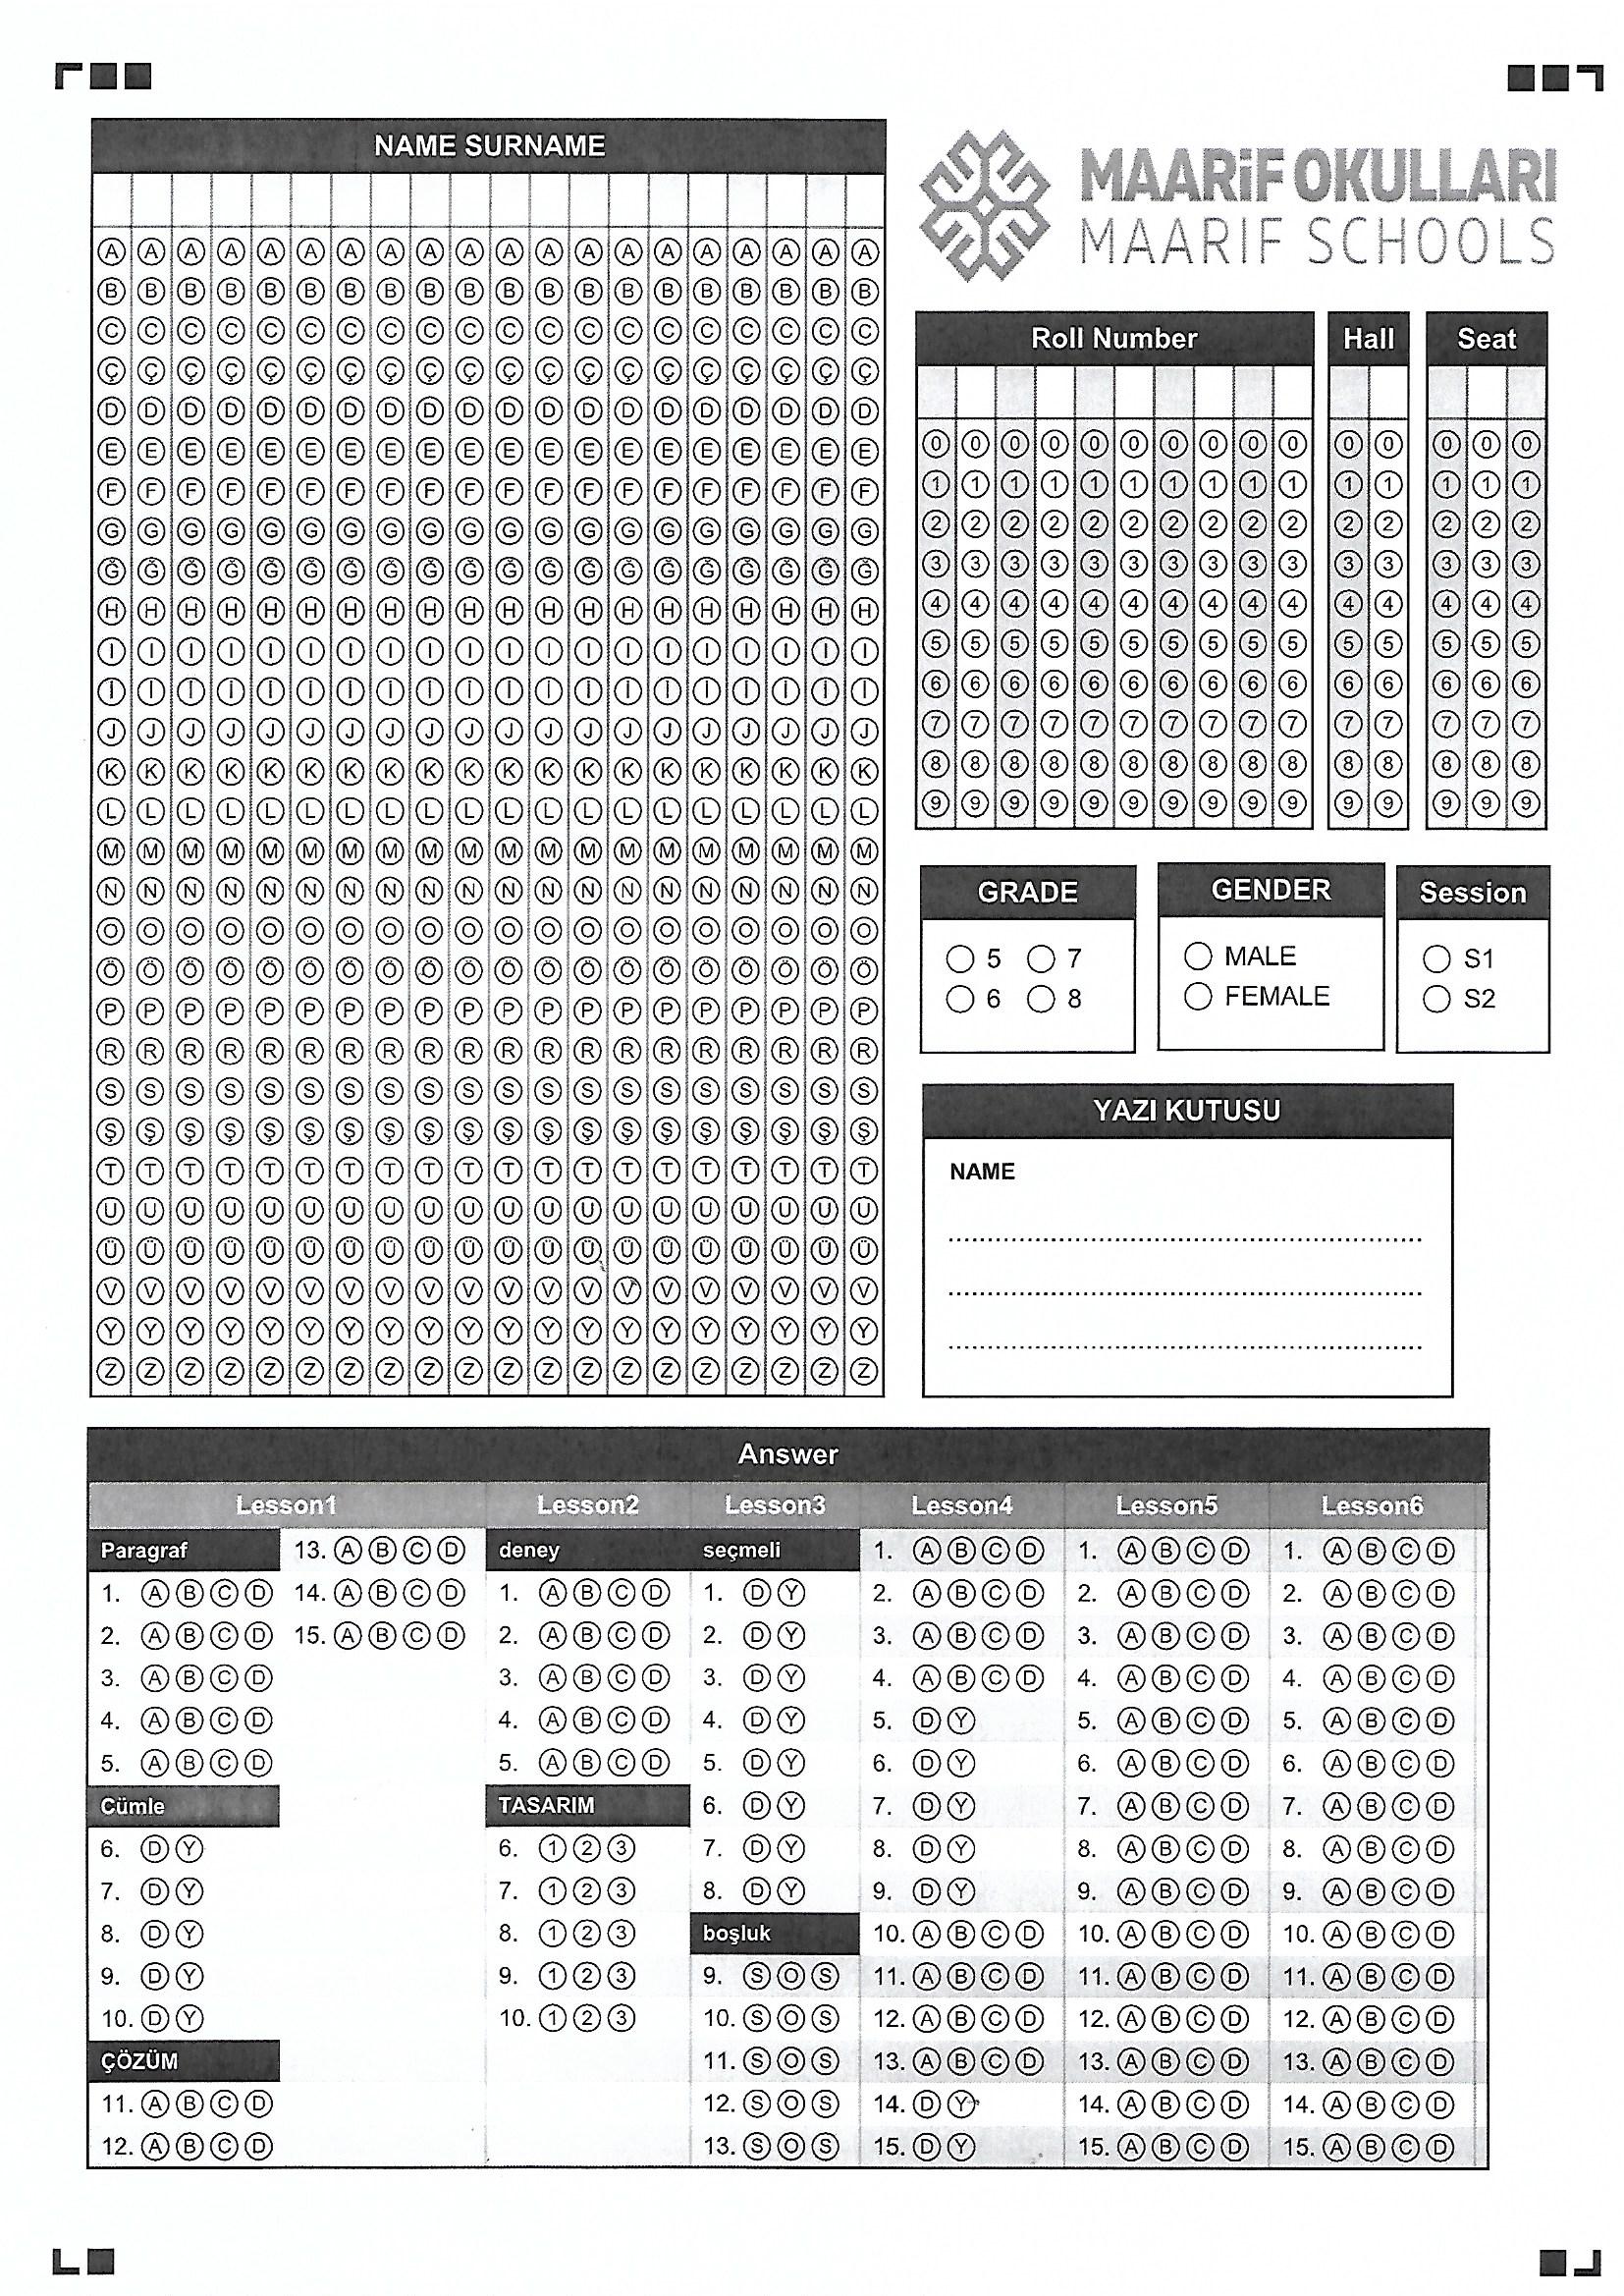 NAME SURNAME
A A A A A A A A A A A A A A A A A A A A
B B B B B B B B B B B B B B B B B B B B
C C C C C C C C C C C C C C C C C C C C
Ç Ç Ç Ç Ç Ç Ç Ç Ç Ç Ç Ç Ç Ç Ç Ç Ç Ç Ç Ç
D D D D D D D D D D D D D D D D D D D D
E E E E E E E E E E E E E E E E E E E E
F F F F F F F F F F F F F F F F F F F F
G G G G G G G G G G G G G G G G G G G G
Ğ Ğ Ğ Ğ Ğ Ğ Ğ Ğ Ğ Ğ Ğ Ğ Ğ Ğ Ğ Ğ Ğ Ğ Ğ Ğ
H H H H H H H H H H H H H H H H H H H H
I I I I I I I I I I I I I I I I I I I I
İ İ İ İ İ İ İ İ İ İ İ İ İ İ İ İ İ İ İ İ
J J J J J J J J J J J J J J J J J J J J
K K K K K K K K K K K K K K K K K K K K
L L L L L L L L L L L L L L L L L L L L
M M M M M M M M M M M M M M M M M M M M
N N N N N N N N N N N N N N N N N N N N
O O O O O O O O O O O O O O O O O O O O
Ö Ö Ö Ö Ö Ö Ö Ö Ö Ö Ö Ö Ö Ö Ö Ö Ö Ö Ö Ö
P P P P P P P P P P P P P P P P P P P P
R R R R R R R R R R R R R R R R R R R R
S S S S S S S S S S S S S S S S S S S S
Ş Ş Ş Ş Ş Ş Ş Ş Ş Ş Ş Ş Ş Ş Ş Ş Ş Ş Ş Ş
T T T T T T T T T T T T T T T T T T T T
U U U U U U U U U U U U U U U U U U U U
Ü Ü Ü Ü Ü Ü Ü Ü Ü Ü Ü Ü Ü Ü Ü Ü Ü Ü Ü Ü
V V V V V V V V V V V V V V V V V V V V
Y Y Y Y Y Y Y Y Y Y Y Y Y Y Y Y Y Y Y Y
Z Z Z Z Z Z Z Z Z Z Z Z Z Z Z Z Z Z Z Z
MAARiF OKULLARI
MAARIF SCHOOLS
Roll Number Hall Seat
0 0 0 0 0 0 0 0 0 0 0 0 0 0 0
1 1 1 1 1 1 1 1 1 1 1 1 1 1 1
2 2 2 2 2 2 2 2 2 2 2 2 2 2 2
3 3 3 3 3 3 3 3 3 3 3 3 3 3 3
4 4 4 4 4 4 4 4 4 4 4 4 4 4 4
5 5 5 5 5 5 5 5 5 5 5 5 5 5 5
6 6 6 6 6 6 6 6 6 6 6 6 6 6 6
7 7 7 7 7 7 7 7 7 7 7 7 7 7 7
8 8 8 8 8 8 8 8 8 8 8 8 8 8 8
9 9 9 9 9 9 9 9 9 9 9 9 9 9 9
GRADE
5 7
6 8
GENDER
MALE
FEMALE
Session
S1
S2
YAZI KUTUSU
NAME
Answer
Lesson1 Lesson2 Lesson3 Lesson4 Lesson5 Lesson6
Paragraf 13. A B C D deney seçmeli 1. A B C D 1. A B C D 1. A B C D
1. A B C D 14. A B C D 1. A B C D 1. D Y 2. A B C D 2. A B C D 2. A B C D
2. A B C D 15. A B C D 2. A B C D 2. D Y 3. A B C D 3. A B C D 3. A B C D
3. A B C D 3. A B C D 3. D Y 4. A B C D 4. A B C D 4. A B C D
4. A B C D 4. A B C D 4. D Y 5. D Y 5. A B C D 5. A B C D
5. A B C D 5. A B C D 5. D Y 6. D Y 6. A B C D 6. A B C D
Cümle TASARIM 6. D Y 7. D Y 7. A B C D 7. A B C D
6. D Y 6. 1 2 3 7. D Y 8. D Y 8. A B C D 8. A B C D
7. D Y 7. 1 2 3 8. D Y 9. D Y 9. A B C D 9. A B C D
8. D Y 8. 1 2 3 boşluk 10. A B C D 10. A B C D 10. A B C D
9. D Y 9. 1 2 3 9. S O S 11. A B C D 11. A B C D 11. A B C D
10. D Y 10. 1 2 3 10. S O S 12. A B C D 12. A B C D 12. A B C D
ÇÖZÜM 11. S O S 13. A B C D 13. A B C D 13. A B C D
11. A B C D 12. S O S 14. D Y 14. A B C D 14. A B C D
12. A B C D 13. S O S 15. D Y 15. A B C D 15. A B C D